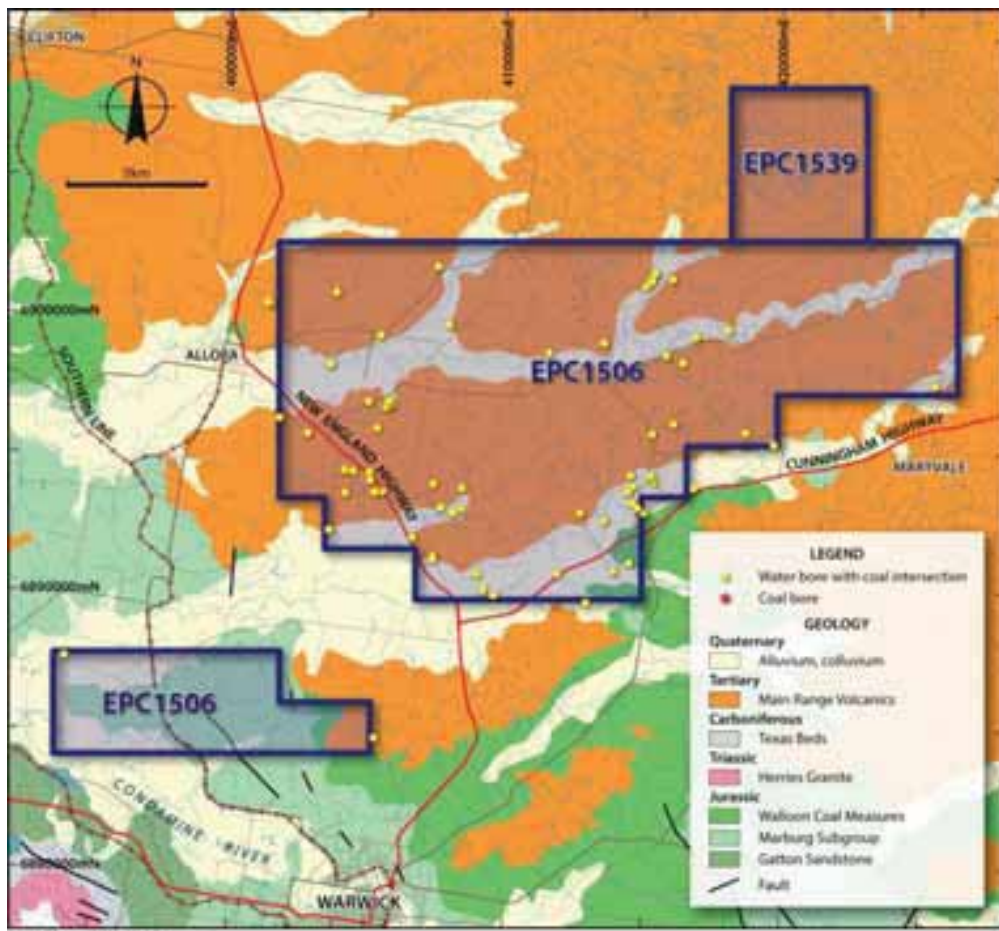 CLIFTON
400000mE
410000mE
420000mE
N
5km
EPC1539
6900000mN
ALLORA
SOUTHERN LINE
NEW ENGLAND HIGHWAY
EPC1506
CUNNINGHAM HIGHWAY
MARYVALE
6890000mN
EPC1506
CONDAMINE RIVER
6880000mN
WARWICK
LEGEND
Water bore with coal intersection
Coal bore
GEOLOGY
Quaternary
Alluvium, colluvium
Tertiary
Main Range Volcanics
Carboniferous
Texas Beds
Triassic
Herries Granite
Jurassic
Walloon Coal Measures
Marburg Subgroup
Gatton Sandstone
Fault